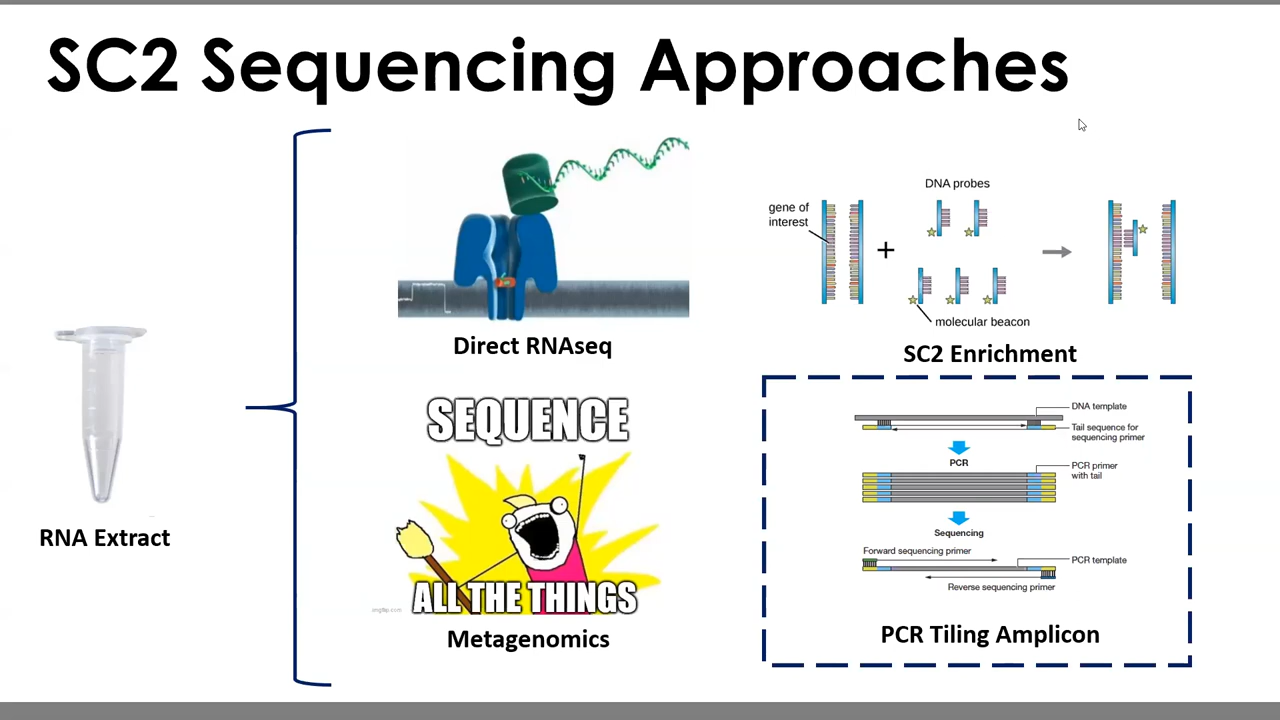 SC2 Sequencing Approaches
RNA Extract
Direct RNAseq
SEQUENCE
ALL THE THINGS
imgflip.com
Metagenomics
DNA probes
gene of
interest
+
molecular beacon
SC2 Enrichment
DNA template
Tail sequence for
sequencing primer
PCR
PCR primer
with tail
Sequencing
Forward sequencing primer
PCR template
Reverse sequencing primer
PCR Tiling Amplicon